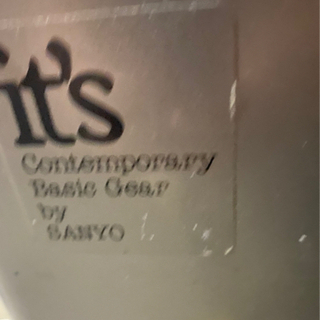 it's
Contemporary
Basic Gear
by
SANYO